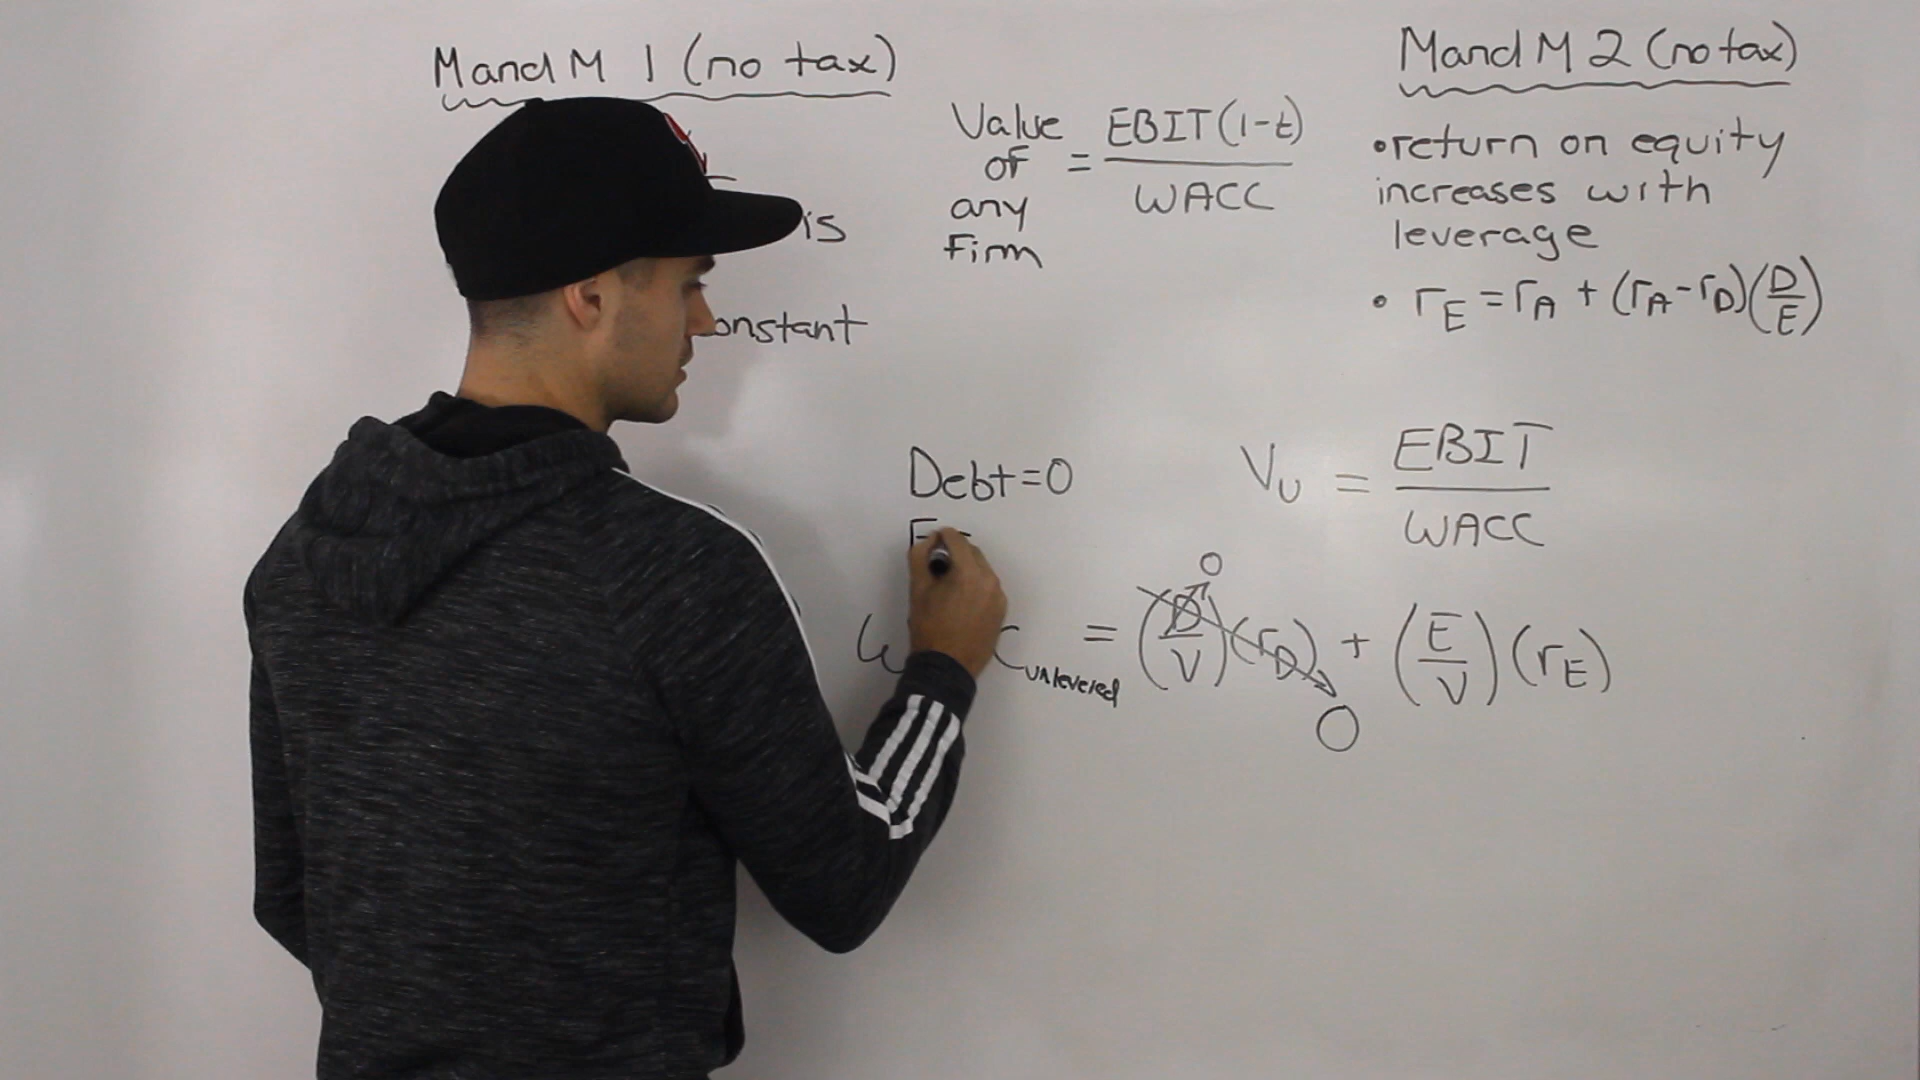 M and M 1 (no tax)
is
onstant
Value of any firm = EBIT(1-t) / WACC
M and M 2 (no tax)
• return on equity
increases with
leverage
• rE = rA + (rA - rD)(D/E)
Debt=0
VU = EBIT / WACC
E=
W C unlevered = (D/V)(rD) + (E/V)(rE)
0
0